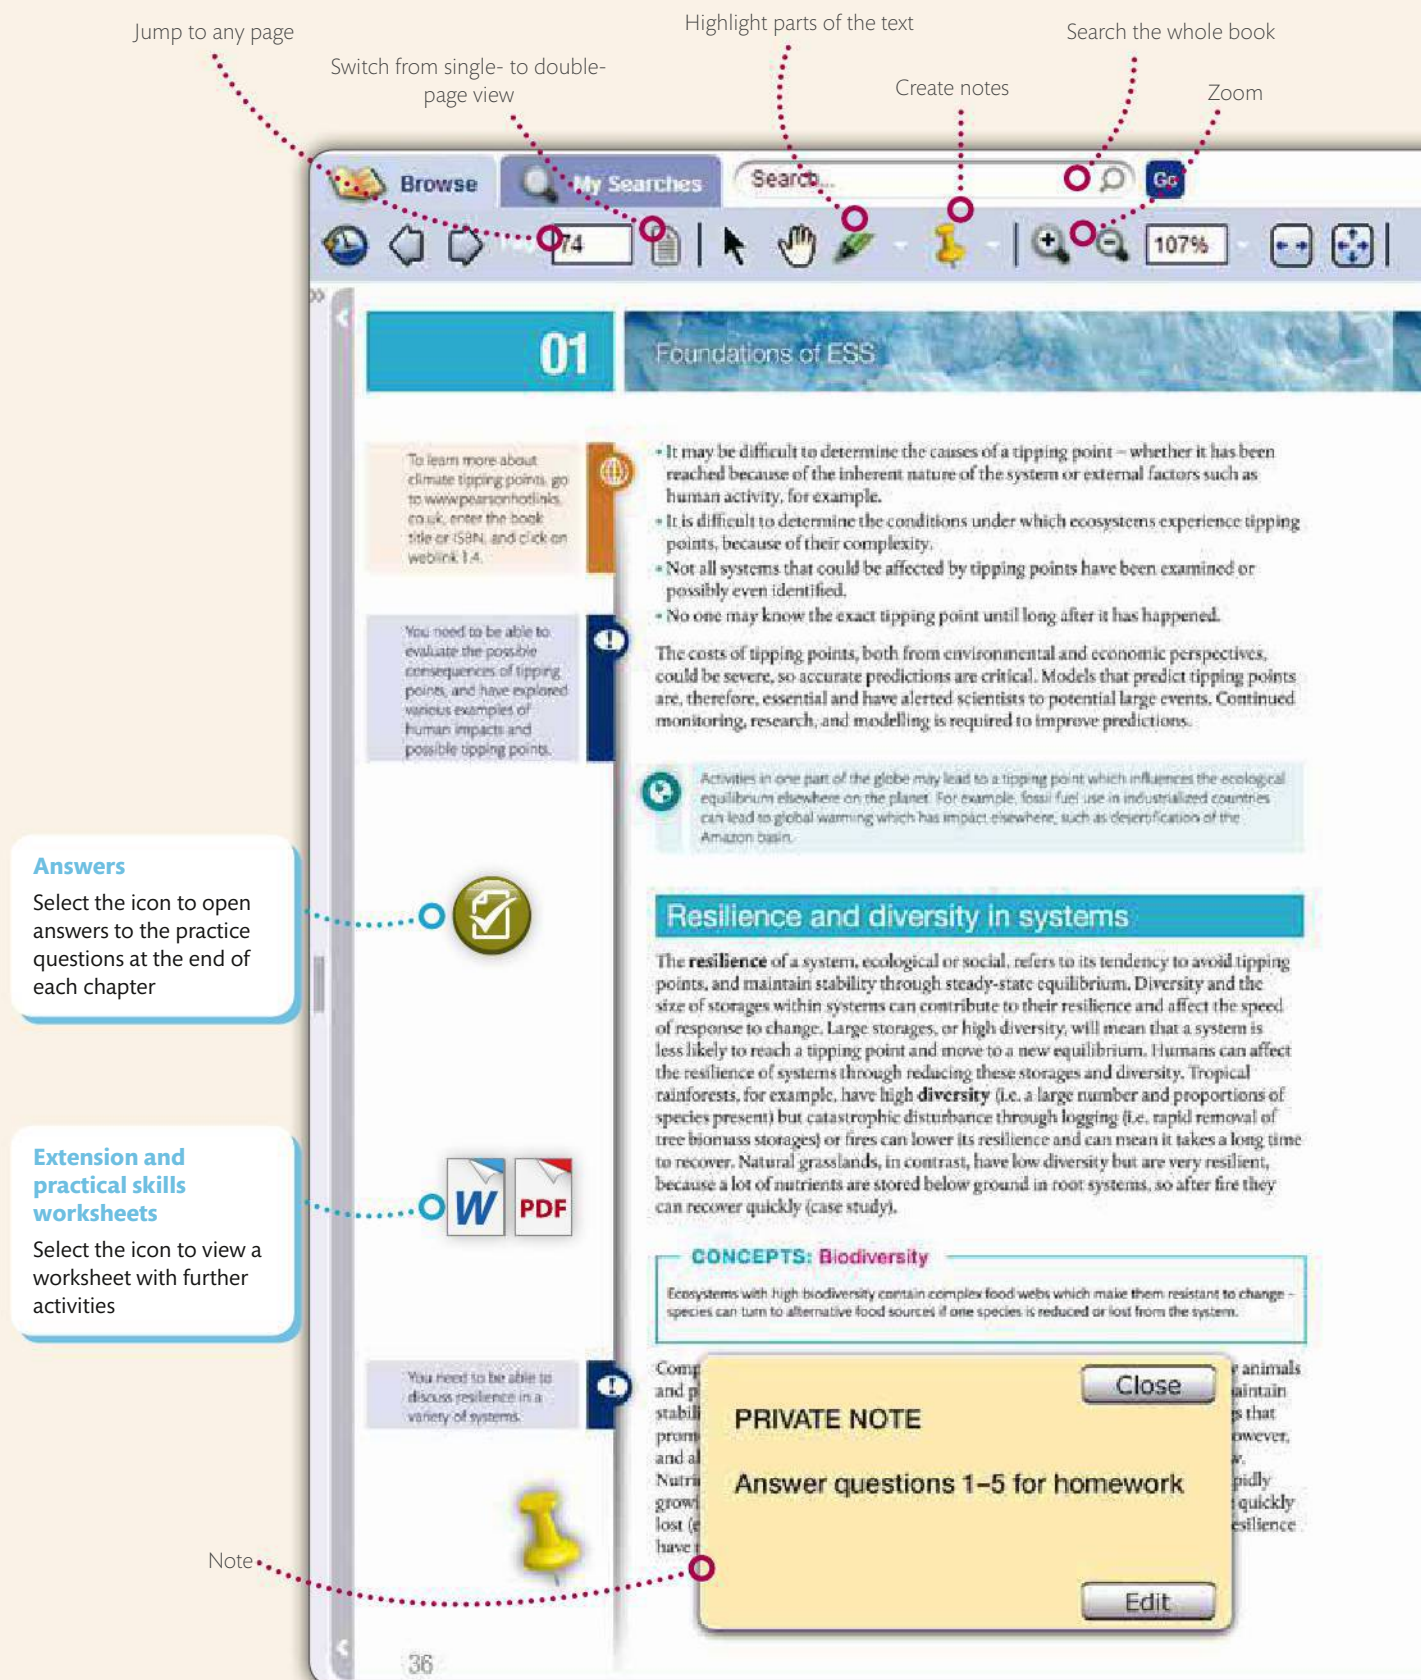 Jump to any page
Switch from single- to double-
page view
Highlight parts of the text
Create notes
Search the whole book
Zoom
Browse
My Searches
Search...
Go
74
107%
01
Foundations of ESS
To learn more about
climate tipping points, go
to www.pearsonhotlinks.
co.uk, enter the book
title or ISBN, and click on
weblink 1.4.
• It may be difficult to determine the causes of a tipping point – whether it has been
reached because of the inherent nature of the system or external factors such as
human activity, for example.
• It is difficult to determine the conditions under which ecosystems experience tipping
points, because of their complexity.
• Not all systems that could be affected by tipping points have been examined or
possibly even identified.
• No one may know the exact tipping point until long after it has happened.
You need to be able to
evaluate the possible
consequences of tipping
points, and have explored
various examples of
human impacts and
possible tipping points.
The costs of tipping points, both from environmental and economic perspectives,
could be severe, so accurate predictions are critical. Models that predict tipping points
are, therefore, essential and have alerted scientists to potential large events. Continued
monitoring, research, and modelling is required to improve predictions.
Activities in one part of the globe may lead to a tipping point which influences the ecological
equilibrium elsewhere on the planet. For example, fossil fuel use in industrialized countries
can lead to global warming which has impact elsewhere, such as desertification of the
Amazon basin.
Answers
Select the icon to open
answers to the practice
questions at the end of
each chapter
Resilience and diversity in systems
The resilience of a system, ecological or social, refers to its tendency to avoid tipping
points, and maintain stability through steady-state equilibrium. Diversity and the
size of storages within systems can contribute to their resilience and affect the speed
of response to change. Large storages, or high diversity, will mean that a system is
less likely to reach a tipping point and move to a new equilibrium. Humans can affect
the resilience of systems through reducing these storages and diversity. Tropical
rainforests, for example, have high diversity (i.e. a large number and proportions of
species present) but catastrophic disturbance through logging (i.e. rapid removal of
tree biomass storages) or fires can lower its resilience and can mean it takes a long time
to recover. Natural grasslands, in contrast, have low diversity but are very resilient,
because a lot of nutrients are stored below ground in root systems, so after fire they
can recover quickly (case study).
Extension and
practical skills
worksheets
Select the icon to view a
worksheet with further
activities
W
PDF
CONCEPTS: Biodiversity
Ecosystems with high biodiversity contain complex food webs which make them resistant to change –
species can turn to alternative food sources if one species is reduced or lost from the system.
You need to be able to
discuss resilience in a
variety of systems.
Comp
animals
and p
aintain
stabili
s that
prom
owever,
and al
w.
Nutri
pidly
growi
quickly
lost (e
esilience
have
Close
PRIVATE NOTE
Answer questions 1–5 for homework
Edit
Note
36